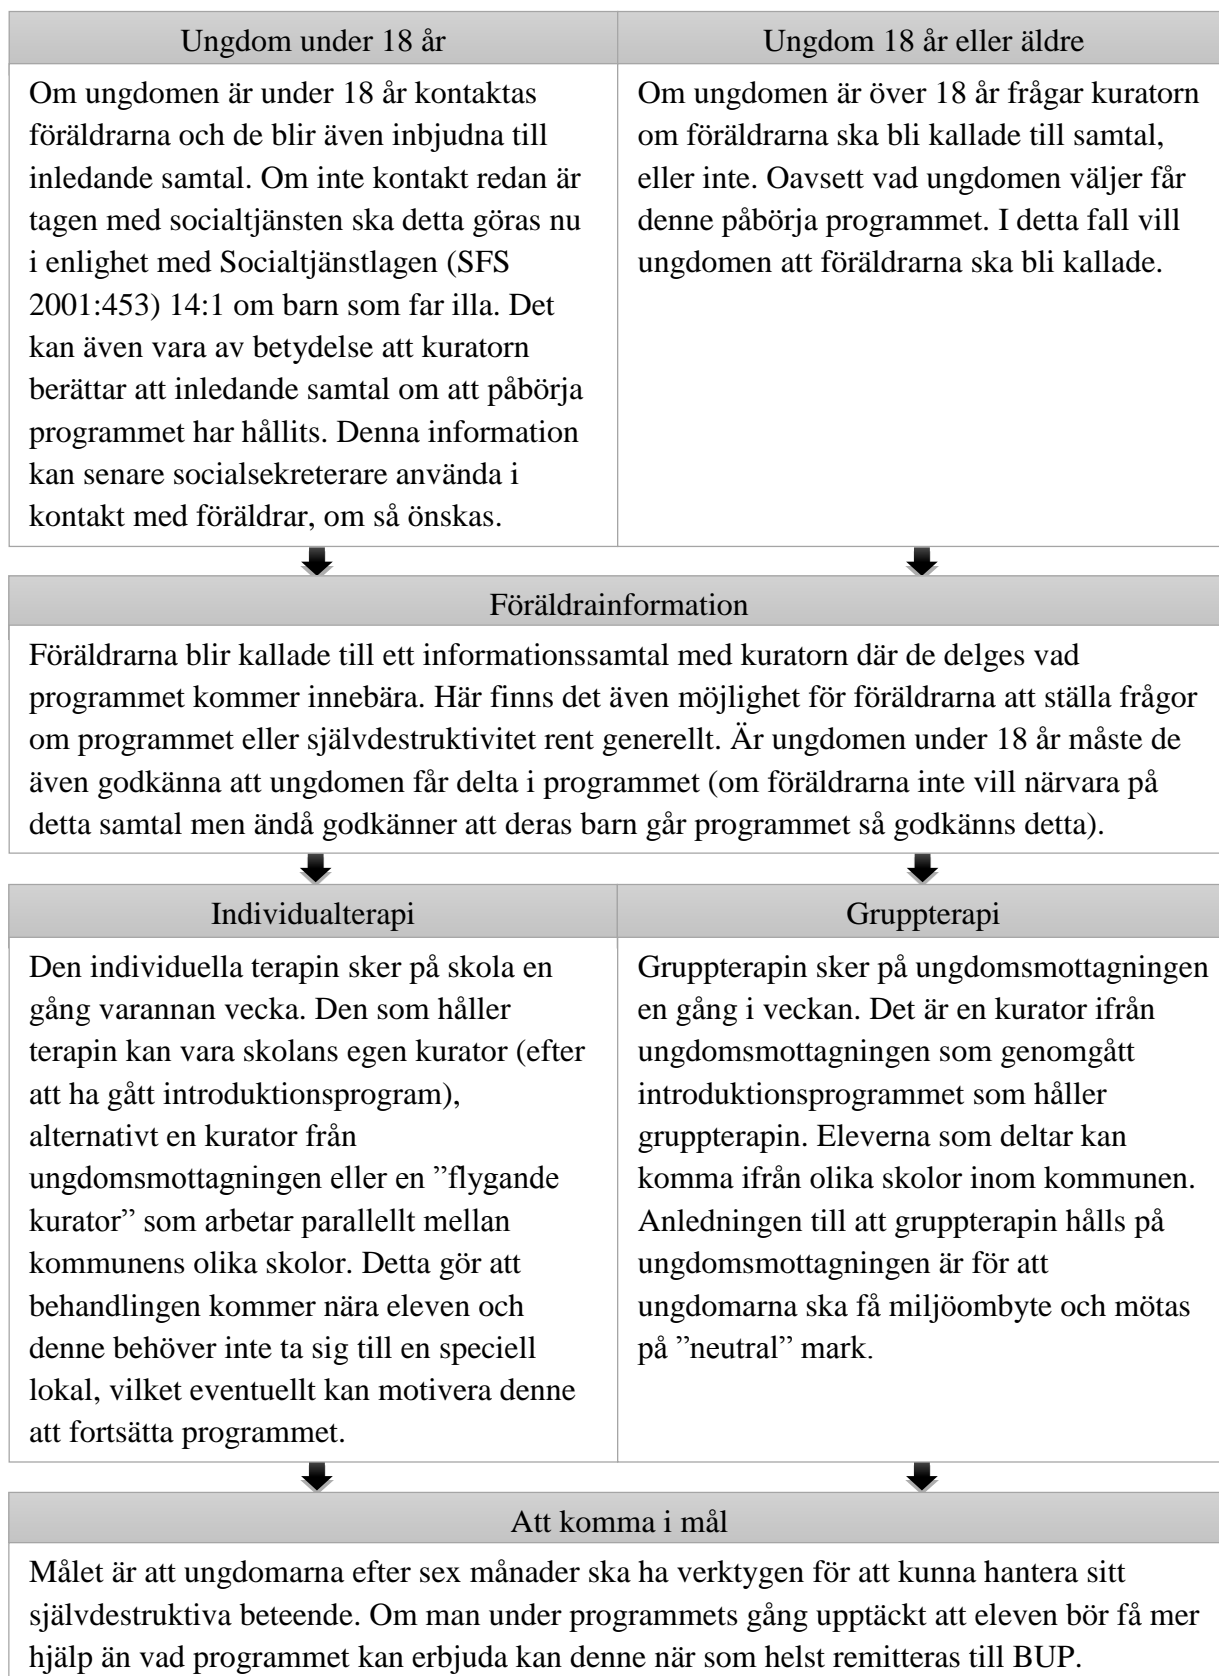 Ungdom under 18 år
Om ungdomen är under 18 år kontaktas
föräldrarna och de blir även inbjudna till
inledande samtal. Om inte kontakt redan är
tagen med socialtjänsten ska detta göras nu
i enlighet med Socialtjänstlagen (SFS
2001:453) 14:1 om barn som far illa. Det
kan även vara av betydelse att kuratorn
berättar att inledande samtal om att påbörja
programmet har hållits. Denna information
kan senare socialsekreterare använda i
kontakt med föräldrar, om så önskas.
Ungdom 18 år eller äldre
Om ungdomen är över 18 år frågar kuratorn
om föräldrarna ska bli kallade till samtal,
eller inte. Oavsett vad ungdomen väljer får
denne påbörja programmet. I detta fall vill
ungdomen att föräldrarna ska bli kallade.
Föräldrainformation
Föräldrarna blir kallade till ett informationssamtal med kuratorn där de delges vad
programmet kommer innebära. Här finns det även möjlighet för föräldrarna att ställa frågor
om programmet eller självdestruktivitet rent generellt. Är ungdomen under 18 år måste de
även godkänna att ungdomen får delta i programmet (om föräldrarna inte vill närvara på
detta samtal men ändå godkänner att deras barn går programmet så godkänns detta).
Individualterapi
Den individuella terapin sker på skola en
gång varannan vecka. Den som håller
terapin kan vara skolans egen kurator (efter
att ha gått introduktionsprogram),
alternativt en kurator från
ungdomsmottagningen eller en ”flygande
kurator” som arbetar parallellt mellan
kommunens olika skolor. Detta gör att
behandlingen kommer nära eleven och
denne behöver inte ta sig till en speciell
lokal, vilket eventuellt kan motivera denne
att fortsätta programmet.
Gruppterapi
Gruppterapin sker på ungdomsmottagningen
en gång i veckan. Det är en kurator ifrån
ungdomsmottagningen som genomgått
introduktionsprogrammet som håller
gruppterapin. Eleverna som deltar kan
komma ifrån olika skolor inom kommunen.
Anledningen till att gruppterapin hålls på
ungdomsmottagningen är för att
ungdomarna ska få miljöombyte och mötas
på ”neutral” mark.
Att komma i mål
Målet är att ungdomarna efter sex månader ska ha verktygen för att kunna hantera sitt
självdestruktiva beteende. Om man under programmets gång upptäckt att eleven bör få mer
hjälp än vad programmet kan erbjuda kan denne när som helst remitteras till BUP.